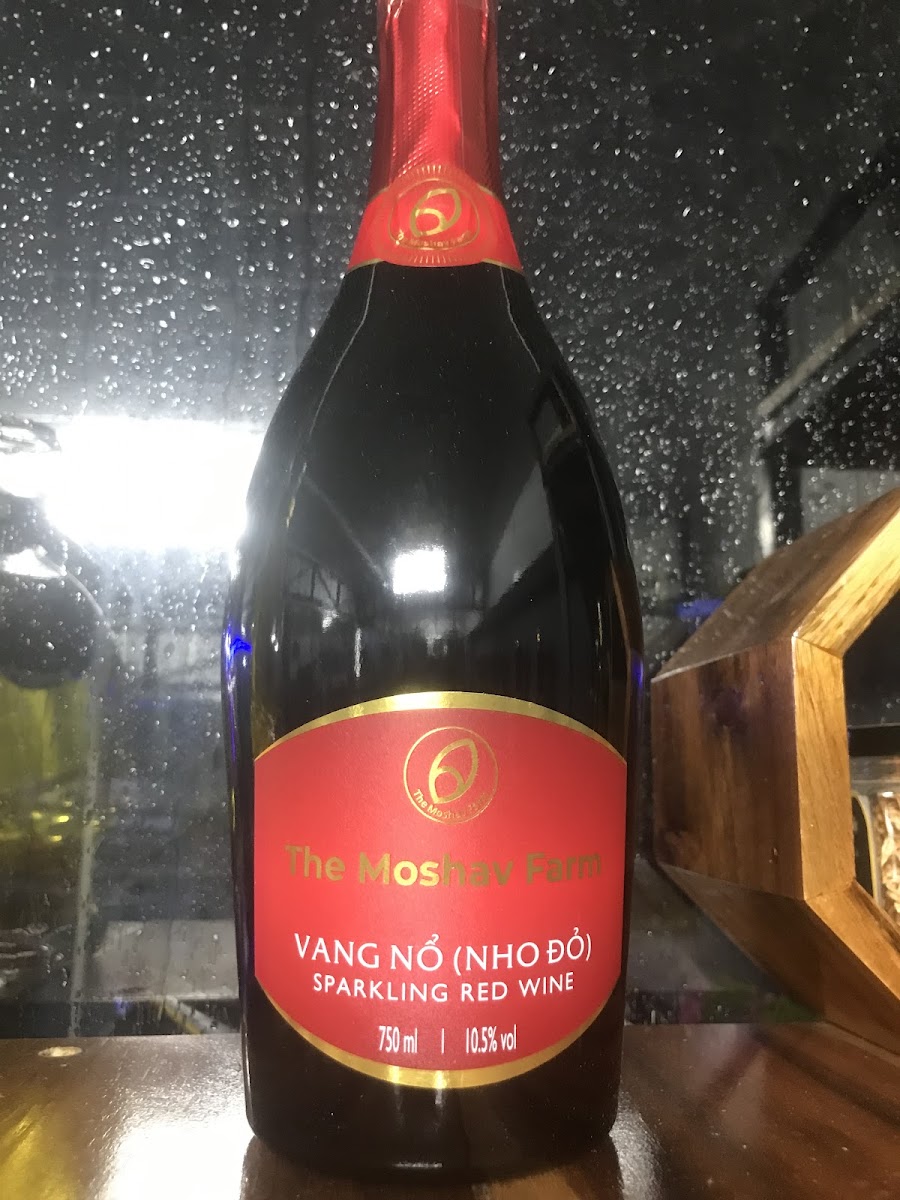 The Moshav Farm
VANG NỔ (NHO ĐỎ)
SPARKLING RED WINE
750 ml | 10.5% vol